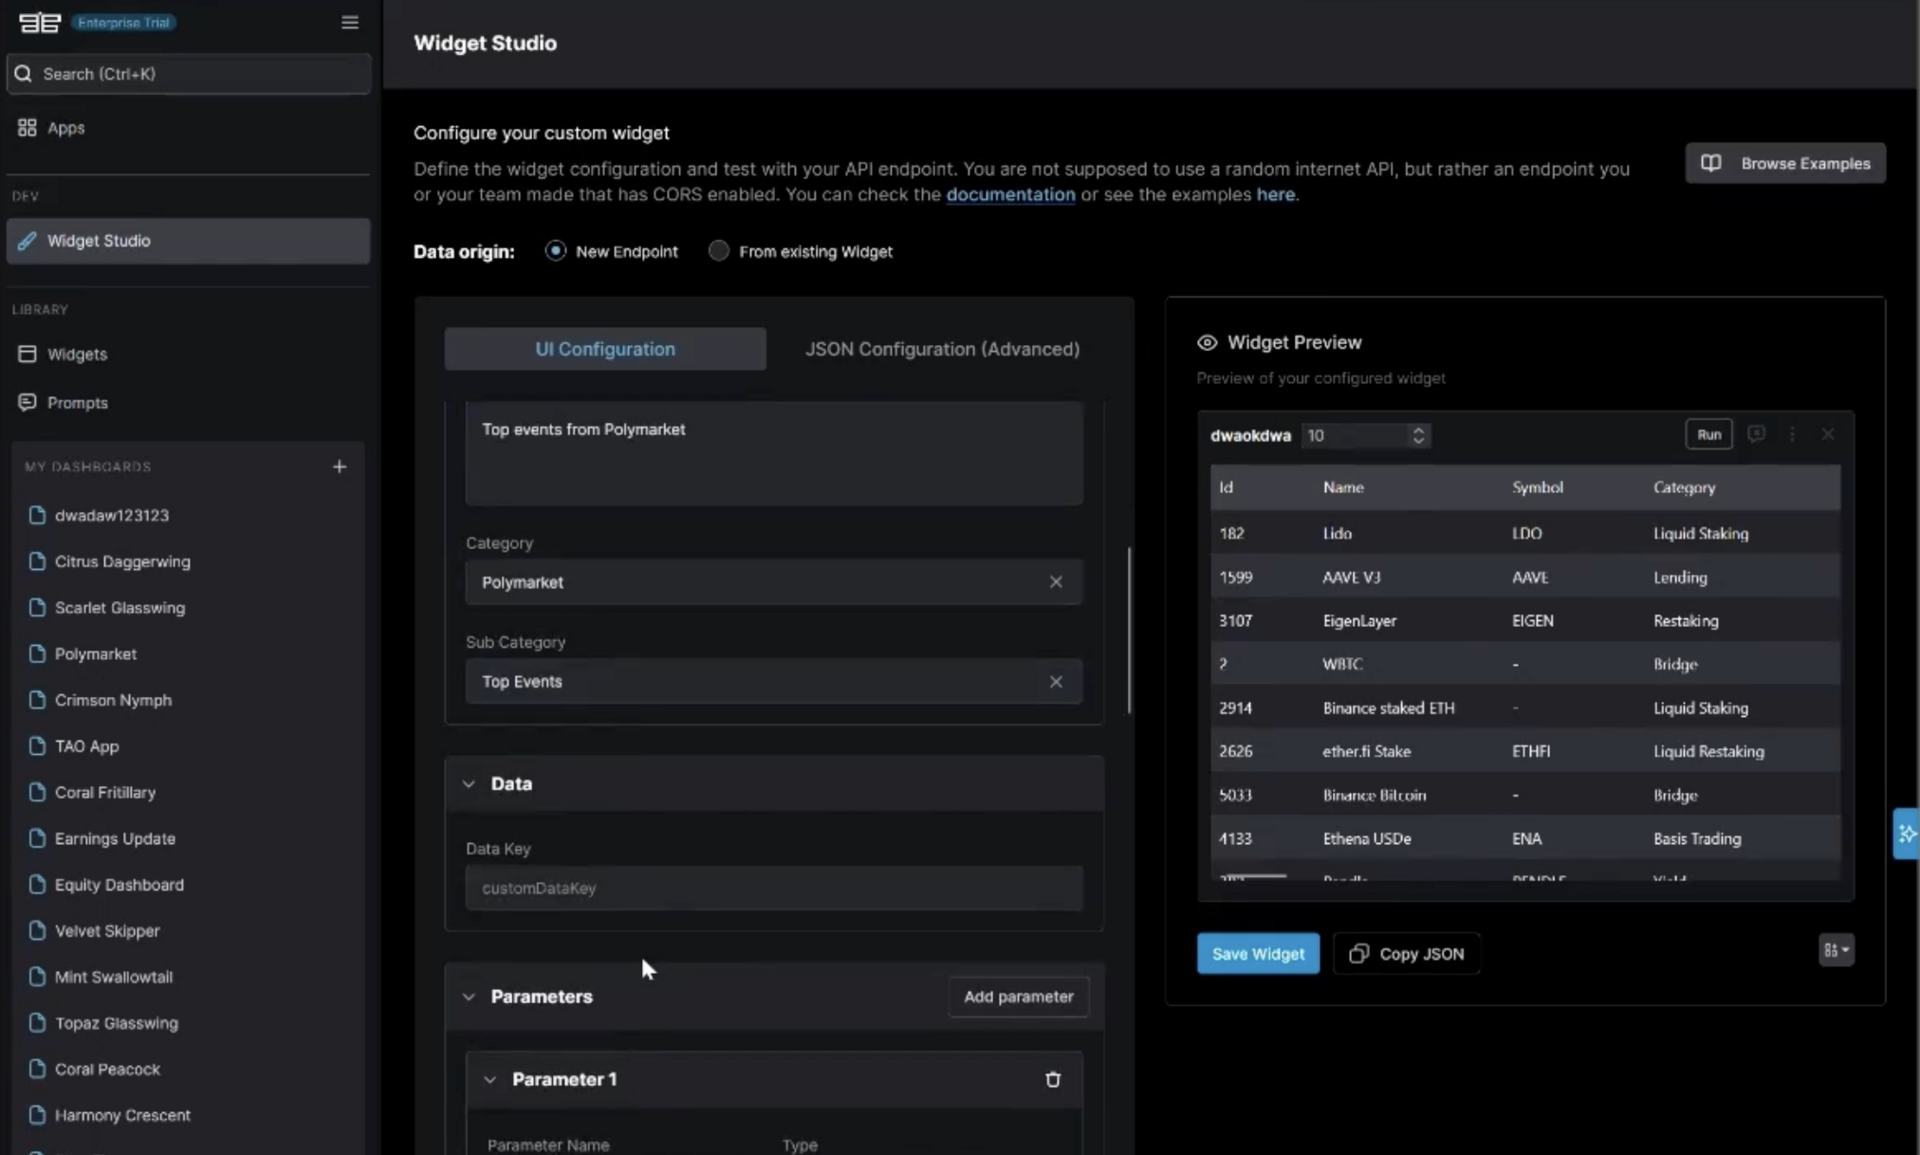 Enterprise Trial
Search (Ctrl+K)
Apps
DEV
Widget Studio
LIBRARY
Widgets
Prompts
MY DASHBOARDS
dwadaw123123
Citrus Daggerwing
Scarlet Glasswing
Polymarket
Crimson Nymph
TAO App
Coral Fritillary
Earnings Update
Equity Dashboard
Velvet Skipper
Mint Swallowtail
Topaz Glasswing
Coral Peacock
Harmony Crescent
Widget Studio
Configure your custom widget
Define the widget configuration and test with your API endpoint. You are not supposed to use a random internet API, but rather an endpoint you
or your team made that has CORS enabled. You can check the documentation or see the examples here.
Browse Examples
Data origin: New Endpoint From existing Widget
UI Configuration JSON Configuration (Advanced)
Top events from Polymarket
Category
Polymarket
Sub Category
Top Events
Data
Data Key
customDataKey
Parameters Add parameter
Parameter 1
Parameter Name Type
Widget Preview
Preview of your configured widget
dwaokdwa 10 Run
Id Name Symbol Category
182 Lido LDO Liquid Staking
1599 AAVE V3 AAVE Lending
3107 EigenLayer EIGEN Restaking
2 WBTC - Bridge
2914 Binance staked ETH - Liquid Staking
2626 ether.fi Stake ETHFI Liquid Restaking
5033 Binance Bitcoin - Bridge
4133 Ethena USDe ENA Basis Trading
Pendle PENDLE Yield
Save Widget Copy JSON